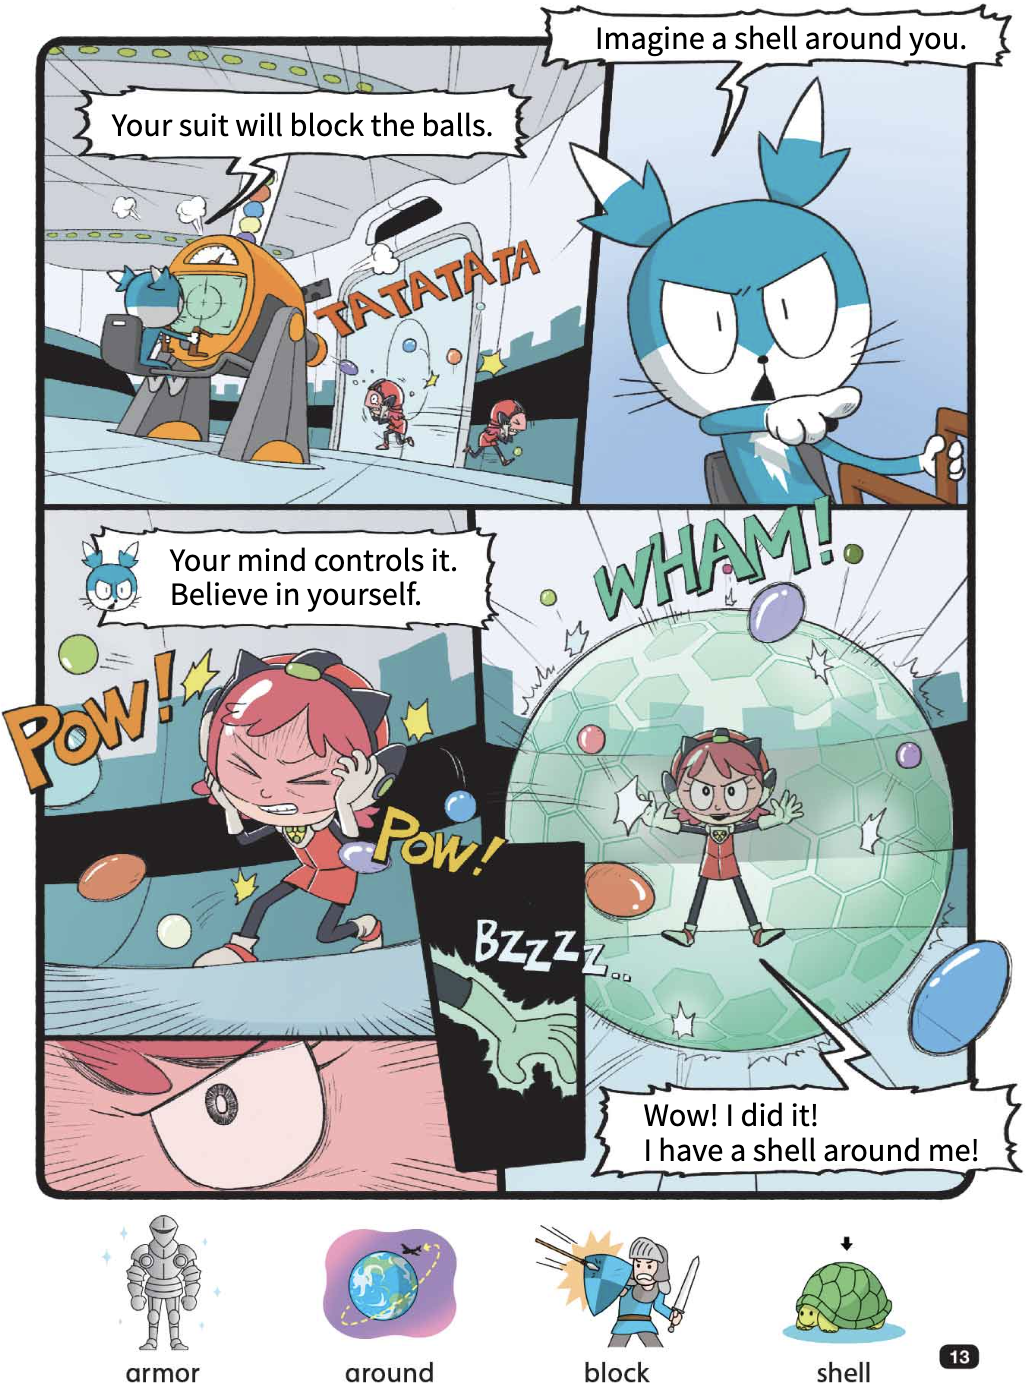 Imagine a shell around you.
Your suit will block the balls.
TATATATA
Your mind controls it.
Believe in yourself.
WHAM!
POW!
POW!
BZZZZ..
Wow! I did it!
I have a shell around me!
armor
around
block
shell
13